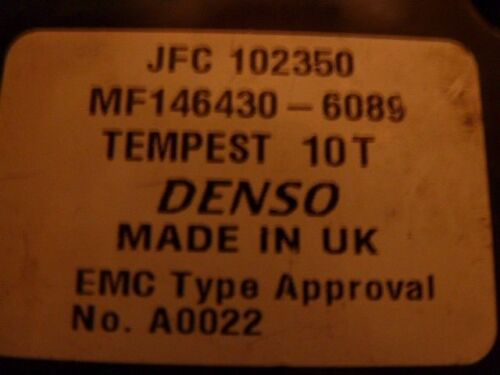 JFC 102350
MF146430-6089
TEMPEST 10T
DENSO
MADE IN UK
EMC Type Approval
No. A0022